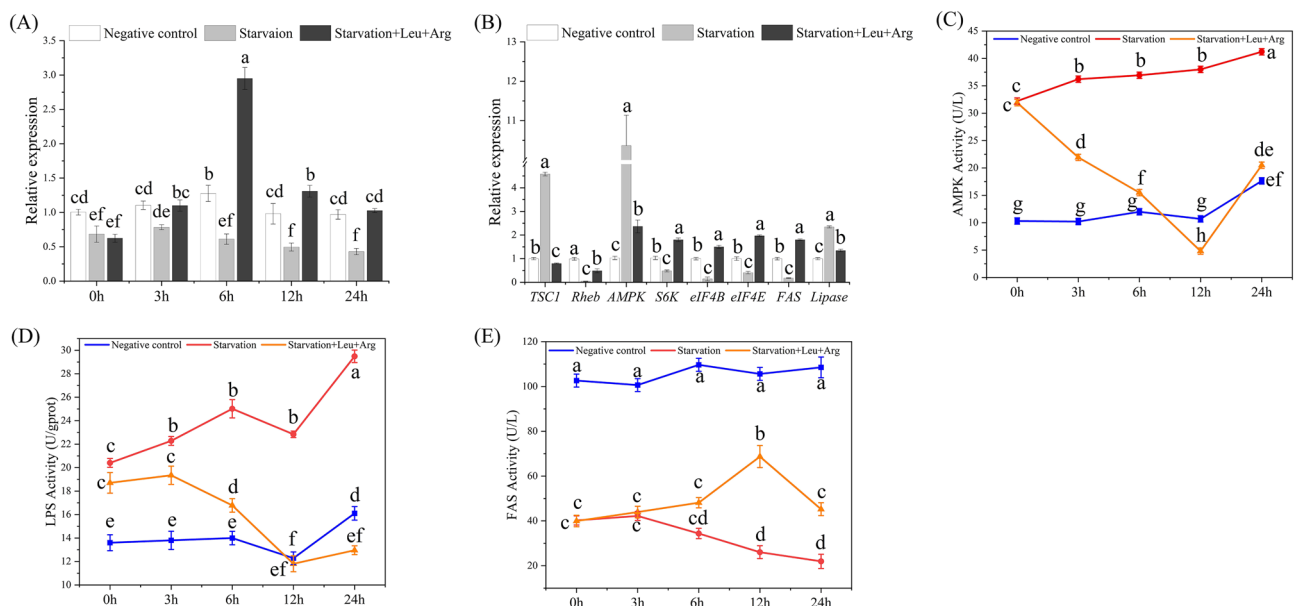 (A)
Negative control Starvaion Starvation+Leu+Arg
Relative expression
3.5
3.0
2.5
2.0
1.5
1.0
0.5
0.0
cd ef ef
cd de bc
b ef a
cd f b
cd f cd
0h 3h 6h 12h 24h
(B)
Negative control Starvation Starvation+Leu+Arg
Relative expression
13
11
4
2
1
0
b a c
a c b
c a b
b c a
b c a
b c a
b c a
c a b
TSC1 Rheb AMPK S6K eIF4B eIF4E FAS Lipase
(C)
Negative control Starvation Starvation+Leu+Arg
AMPK Activity (U/L)
45
40
35
30
25
20
15
10
5
0
c b b b a
c d f h de
g g g g ef
0h 3h 6h 12h 24h
(D)
Negative control Starvation Starvation+Leu+Arg
LPS Activity (U/gprot)
30
28
26
24
22
20
18
16
14
12
10
c b b b a
c c d ef ef
e e e f d
0h 3h 6h 12h 24h
(E)
Negative control Starvation Starvation+Leu+Arg
FAS Activity (U/L)
120
100
80
60
40
20
a a a a a
c c c b c
c cd d d
0h 3h 6h 12h 24h